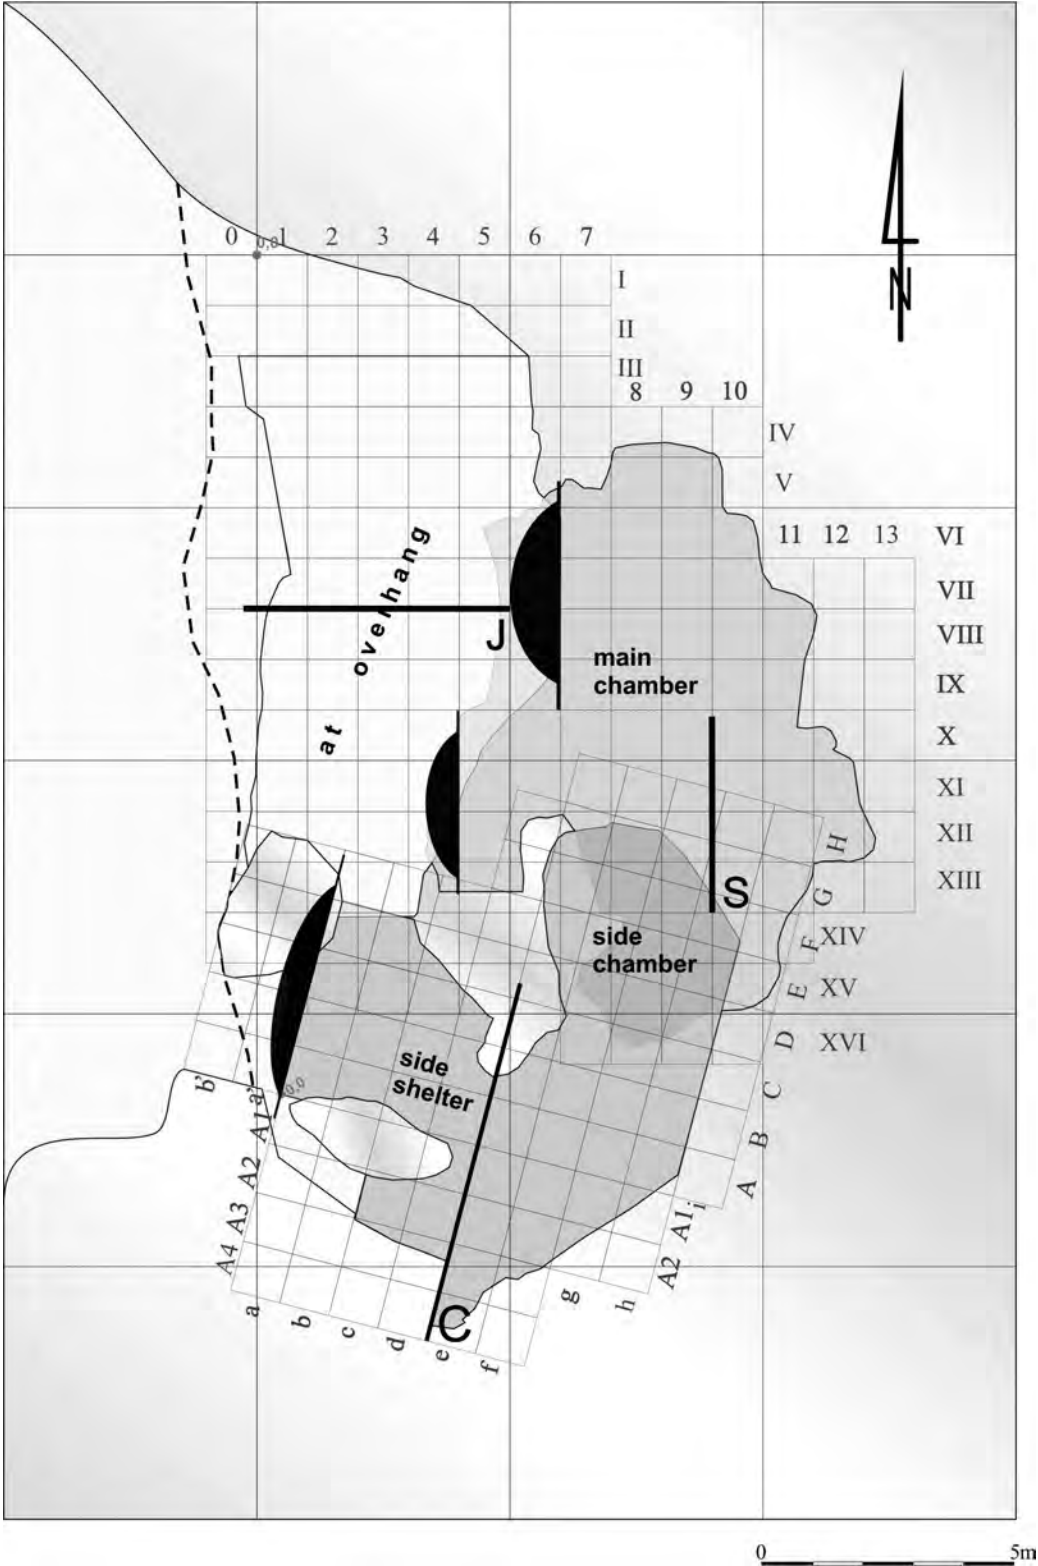 0 1 2 3 4 5 6 7
0,0
I
II
III
8 9 10
IV
V
11 12 13 VI
VII
VIII
IX
X
XI
XII
XIII
XIV
XV
XVI
N
overhang
at
J
main
chamber
S
side
chamber
side
shelter
C
H
G
F
E
D
C
B
A
A1 i
A2
b' a' 0,0
A1
A2
A3
A4
a b c d e f g h
0 5m